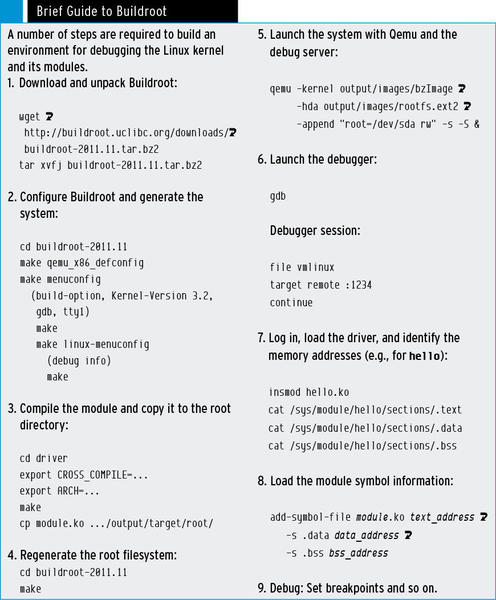 Brief Guide to Buildroot
A number of steps are required to build an
environment for debugging the Linux kernel
and its modules.
1. Download and unpack Buildroot:
wget ?
http://buildroot.uclibc.org/downloads/?
buildroot-2011.11.tar.bz2
tar xvfj buildroot-2011.11.tar.bz2
2. Configure Buildroot and generate the
system:
cd buildroot-2011.11
make qemu_x86_defconfig
make menuconfig
(build-option, Kernel-Version 3.2,
gdb, tty1)
make
make linux-menuconfig
(debug info)
make
3. Compile the module and copy it to the root
directory:
cd driver
export CROSS_COMPILE=...
export ARCH=...
make
cp module.ko .../output/target/root/
4. Regenerate the root filesystem:
cd buildroot-2011.11
make
5. Launch the system with Qemu and the
debug server:
qemu -kernel output/images/bzImage ?
-hda output/images/rootfs.ext2 ?
-append "root=/dev/sda rw" -s -S &
6. Launch the debugger:
gdb
Debugger session:
file vmlinux
target remote :1234
continue
7. Log in, load the driver, and identify the
memory addresses (e.g., for hello):
insmod hello.ko
cat /sys/module/hello/sections/.text
cat /sys/module/hello/sections/.data
cat /sys/module/hello/sections/.bss
8. Load the module symbol information:
add-symbol-file module.ko text_address ?
-s .data data_address ?
-s .bss bss_address
9. Debug: Set breakpoints and so on.